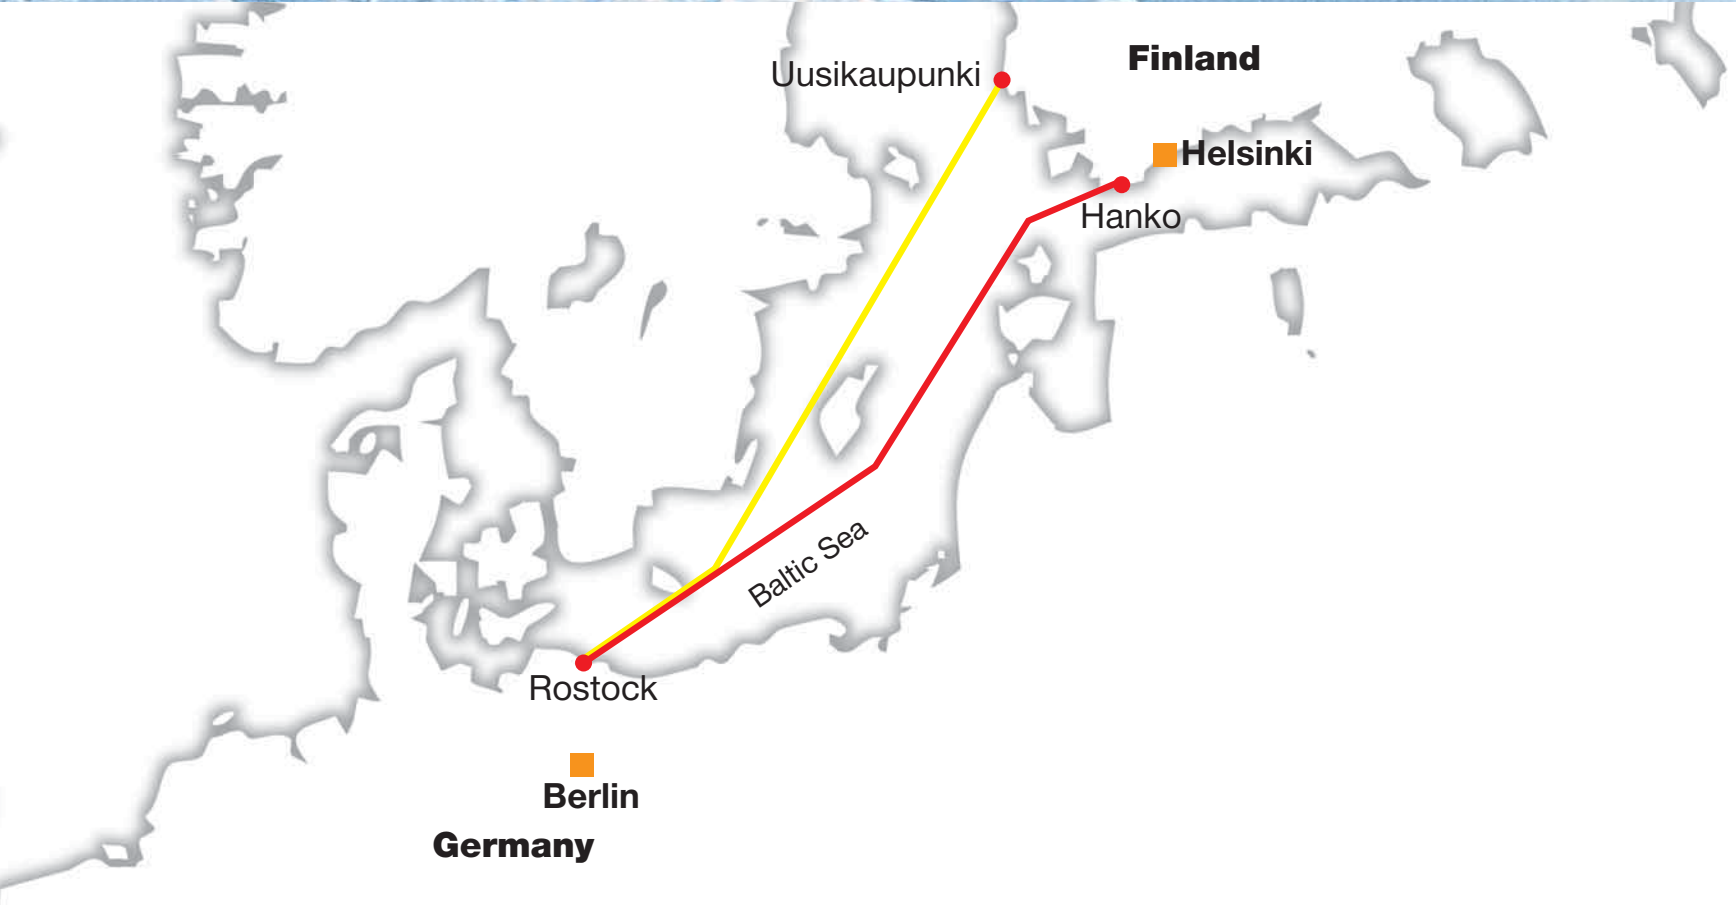 Finland
Uusikaupunki
Helsinki
Hanko
Baltic Sea
Rostock
Berlin
Germany